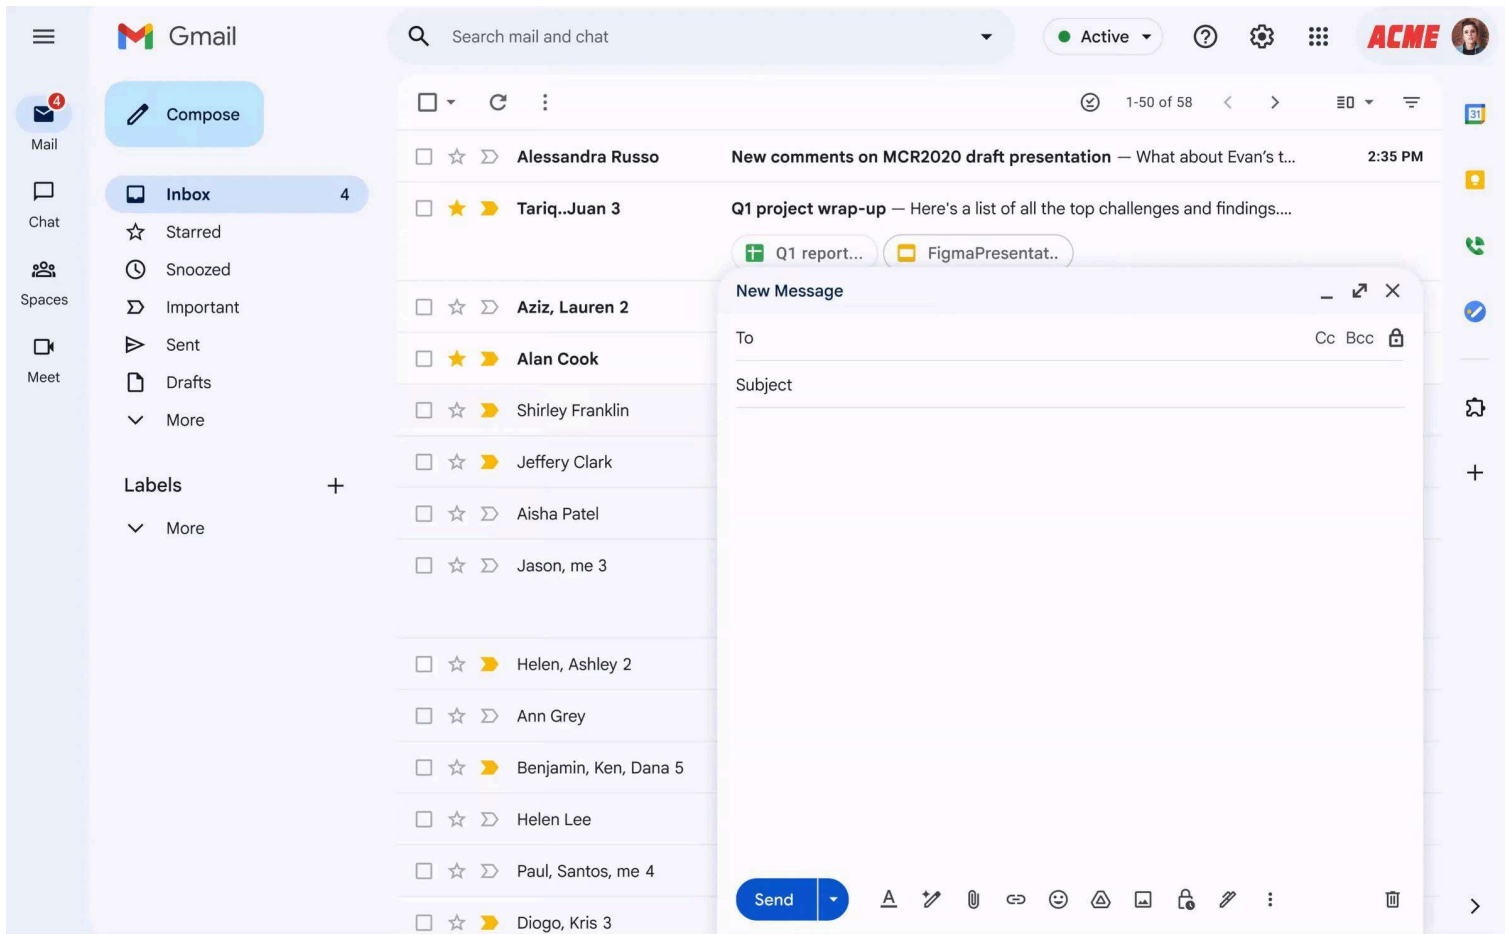 Gmail
Search mail and chat
Active
ACME
4
Mail
Chat
Spaces
Meet
Compose
Inbox 4
Starred
Snoozed
Important
Sent
Drafts
More
Labels
More
1-50 of 58
Alessandra Russo New comments on MCR2020 draft presentation — What about Evan's t... 2:35 PM
Tariq..Juan 3 Q1 project wrap-up — Here's a list of all the top challenges and findings....
Q1 report... FigmaPresentat..
Aziz, Lauren 2
Alan Cook
Shirley Franklin
Jeffery Clark
Aisha Patel
Jason, me 3
Helen, Ashley 2
Ann Grey
Benjamin, Ken, Dana 5
Helen Lee
Paul, Santos, me 4
Diogo, Kris 3
New Message
To Cc Bcc
Subject
Send
31